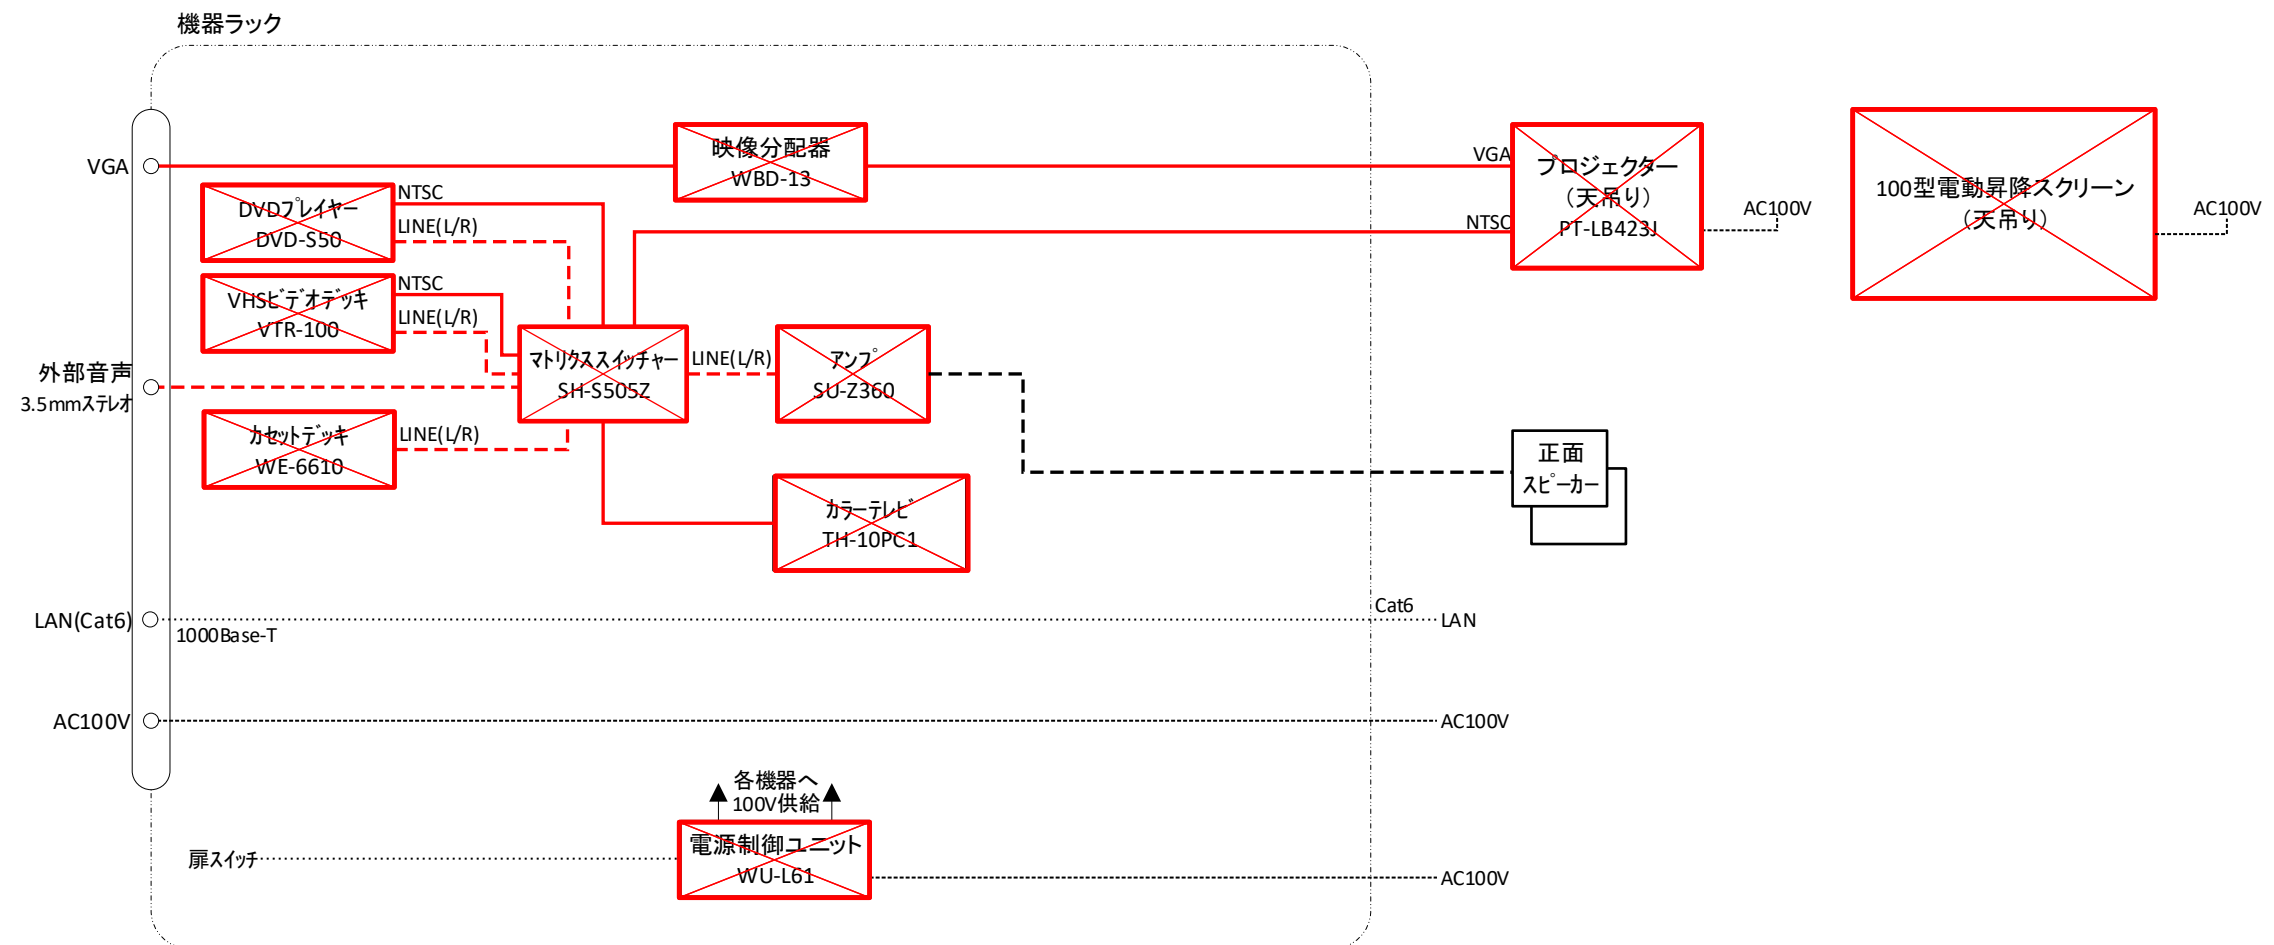 機器ラック
VGA
映像分配器
WBD-13
VGA
プロジェクター
（天吊り）
PT-LB423J
NTSC
AC100V
100型電動昇降スクリーン
（天吊り）
AC100V
DVDﾌﾟﾚｲﾔｰ
DVD-S50
NTSC
LINE(L/R)
VHSﾋﾞﾃﾞｵﾃﾞｯｷ
VTR-100
NTSC
LINE(L/R)
外部音声
3.5mmｽﾃﾚｵ
ﾏﾄﾘｸｽｽｲｯﾁｬｰ
SH-S505Z
LINE(L/R)
ｱﾝﾌﾟ
SU-Z360
ｶｾｯﾄﾃﾞｯｷ
WE-6610
LINE(L/R)
正面
ｽﾋﾟｰｶｰ
ｶﾗｰﾃﾚﾋﾞ
TH-10PC1
LAN(Cat6)
1000Base-T
Cat6
LAN
AC100V
AC100V
各機器へ
100V供給
扉ｽｲｯﾁ
電源制御ユニット
WU-L61
AC100V